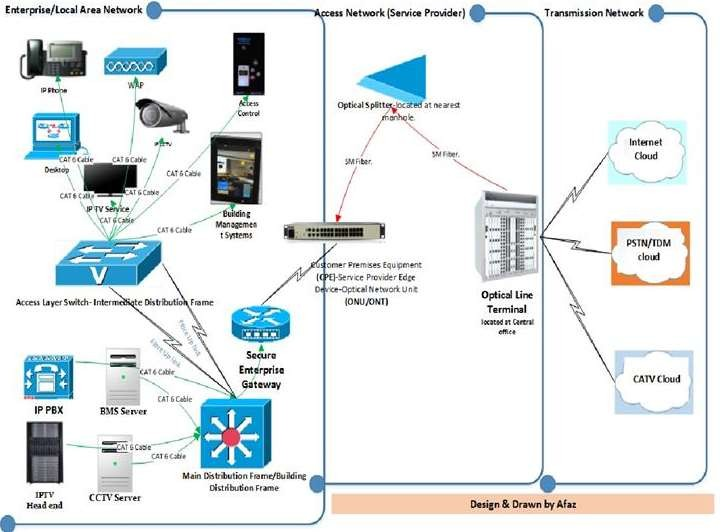 Enterprise/Local Area Network
Access Network (Service Provider)
Transmission Network
IP Phone
WAP
Access
Control
CAT 6 Cable
CAT 6 Cable
CAT 6 Cable
Desktop
CAT 6 Cable
CAT 6 Cable
CAT 6 Cable
IP TV Service
CAT 6 Cable
CAT 6 Cable
Building
Managemen
t Systems
Access Layer Switch- Intermediate Distribution Frame
Secure
Enterprise
Gateway
CAT 6 Cable
CAT 6 Cable
IP PBX
BMS Server
CAT 6 Cable
CAT 6 Cable
IPTV
Head end
CCTV Server
Main Distribution Frame/Building
Distribution Frame
Optical Splitter-located at nearest
manhole.
SM Fiber.
SM Fiber.
Customer Premises Equipment
(CPE)-Service Provider Edge
Device-Optical Network Unit
(ONU/ONT)
Optical Line
Terminal
located at Central
office
Internet
Cloud
PSTN/TDM
cloud
CATV Cloud
Design & Drawn by Afaz